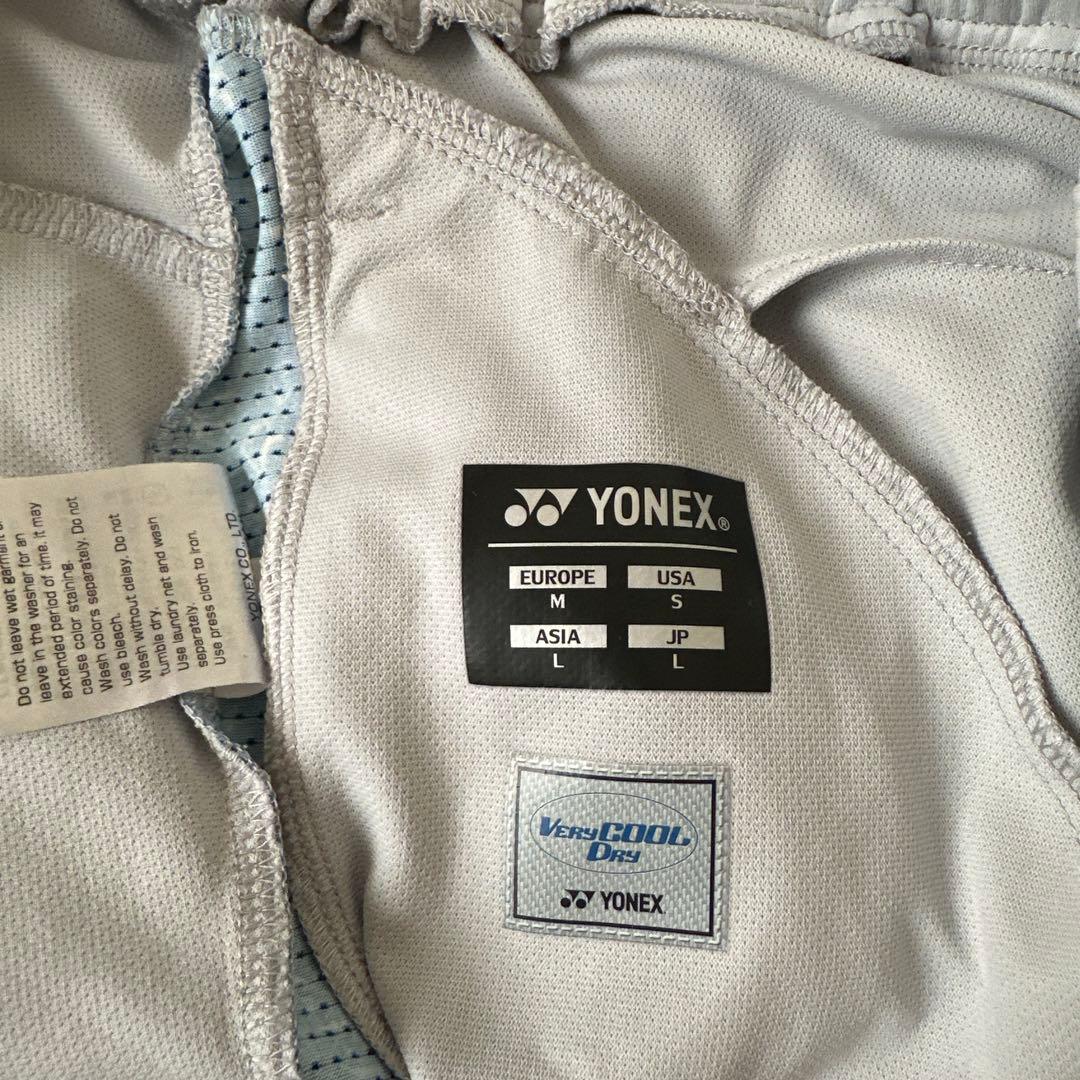 Do not leave wet garment or
leave in the washer for an
extended period of time. It may
cause color staining.
Wash colors separately. Do not
use bleach.
Wash without delay. Do not
tumble dry.
Use laundry net and wash
separately.
Use press cloth to iron.
YONEX CO., LTD.
YONEX®
EUROPE USA
M S
ASIA JP
L L
VERY COOL
DRY
YONEX